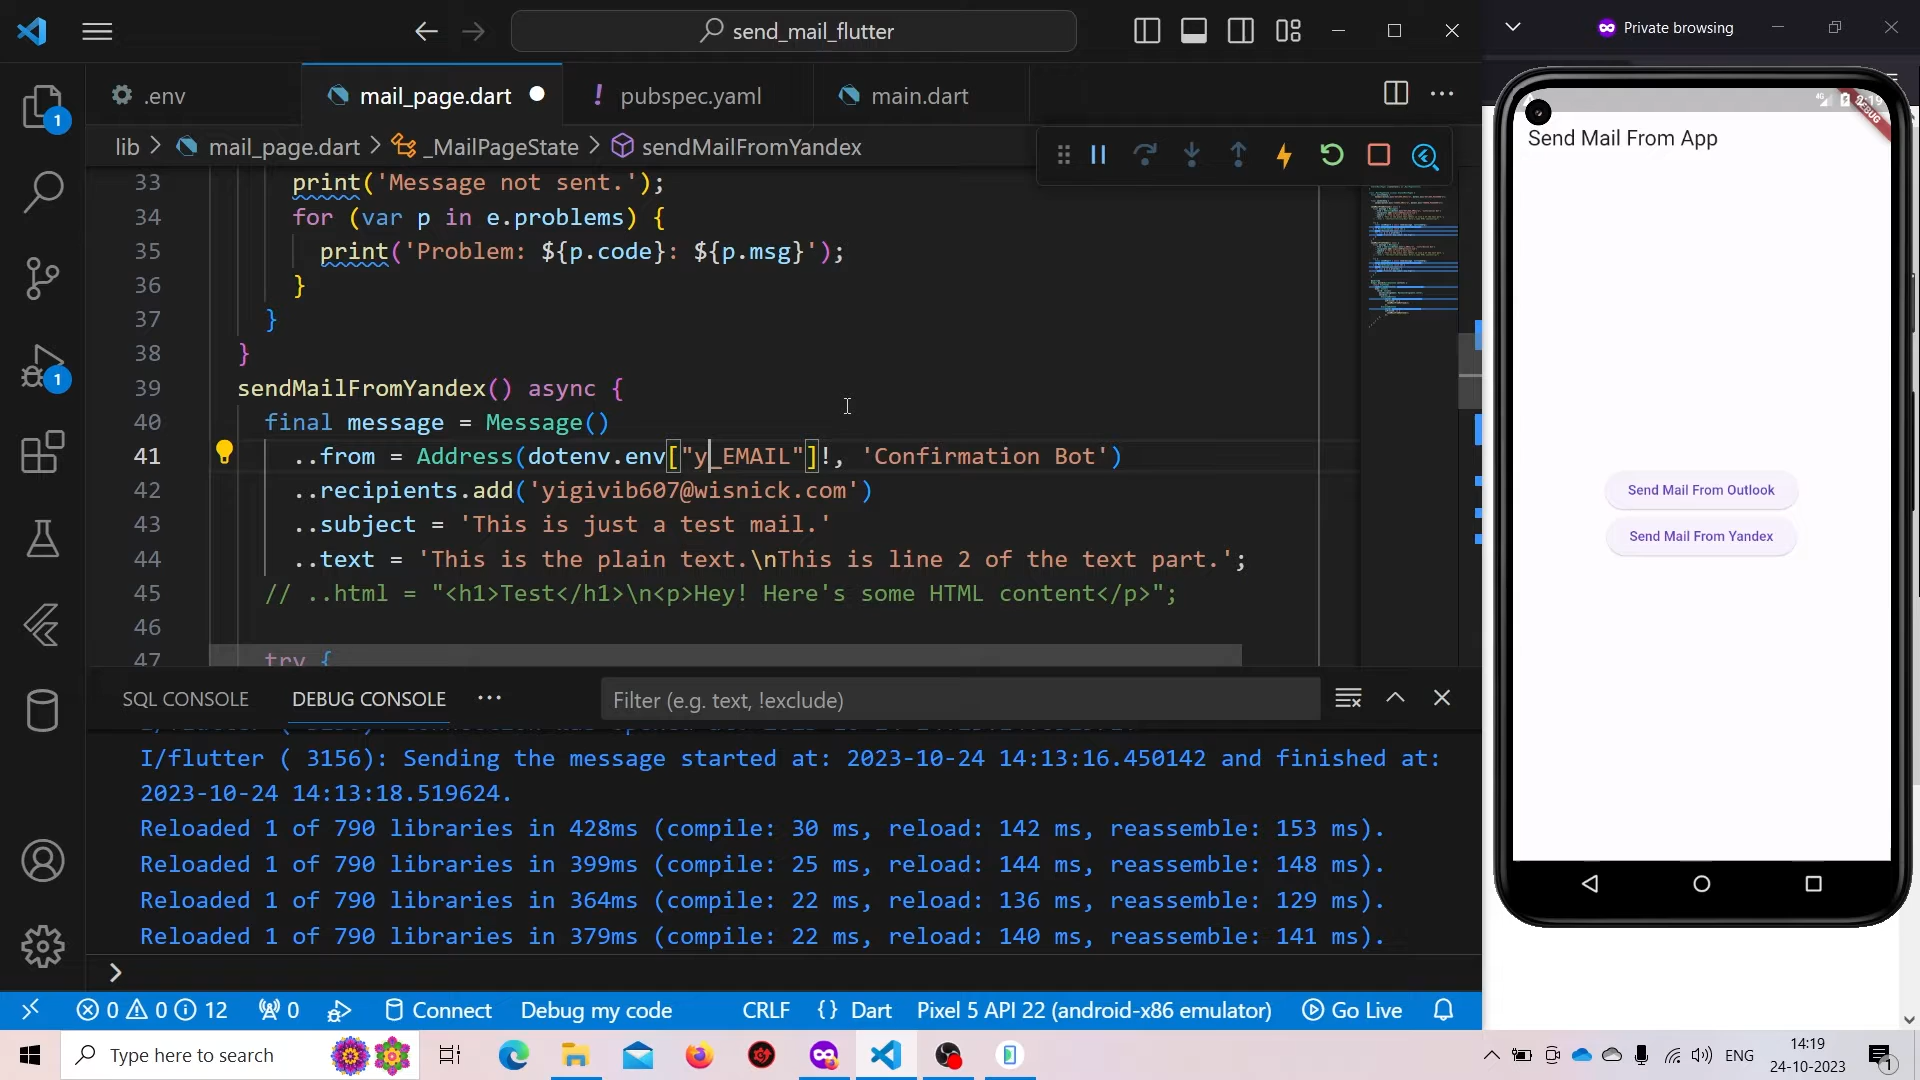 send_mail_flutter
Private browsing
.env
mail_page.dart
pubspec.yaml
main.dart
lib > mail_page.dart > _MailPageState > sendMailFromYandex
33 print('Message not sent.');
34 for (var p in e.problems) {
35 print('Problem: ${p.code}: ${p.msg}');
36 }
37 }
38 }
39 sendMailFromYandex() async {
40 final message = Message()
41 ..from = Address(dotenv.env["y_EMAIL"]!, 'Confirmation Bot')
42 ..recipients.add('yigivib607@wisnick.com')
43 ..subject = 'This is just a test mail.'
44 ..text = 'This is the plain text.\nThis is line 2 of the text part.';
45 // ..html = "<h1>Test</h1>\n<p>Hey! Here's some HTML content</p>";
46
47 try {
1
1
SQL CONSOLE
DEBUG CONSOLE
Filter (e.g. text, !exclude)
I/flutter ( 3156): Sending the message started at: 2023-10-24 14:13:16.450142 and finished at:
2023-10-24 14:13:18.519624.
Reloaded 1 of 790 libraries in 428ms (compile: 30 ms, reload: 142 ms, reassemble: 153 ms).
Reloaded 1 of 790 libraries in 399ms (compile: 25 ms, reload: 144 ms, reassemble: 148 ms).
Reloaded 1 of 790 libraries in 364ms (compile: 22 ms, reload: 136 ms, reassemble: 129 ms).
Reloaded 1 of 790 libraries in 379ms (compile: 22 ms, reload: 140 ms, reassemble: 141 ms).
0 0 12 0 Connect Debug my code CRLF {} Dart Pixel 5 API 22 (android-x86 emulator) Go Live
4G 2:19
DEBUG
Send Mail From App
Send Mail From Outlook
Send Mail From Yandex
Type here to search
ENG
14:19
24-10-2023
1